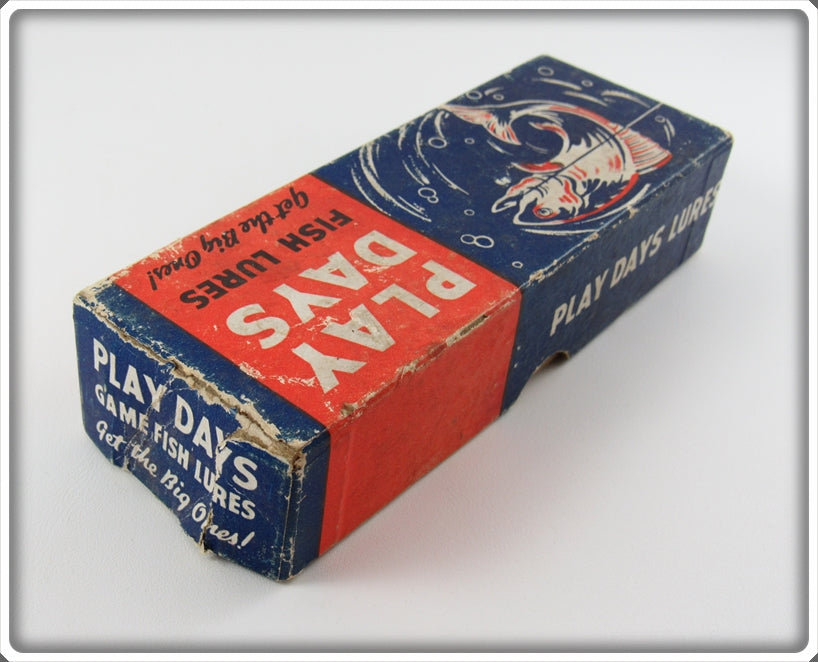 PLAY
DAYS
FISH LURES
Get the Big Ones!
PLAY DAYS LURES
PLAY DAYS
GAME FISH LURES
Get the Big Ones!